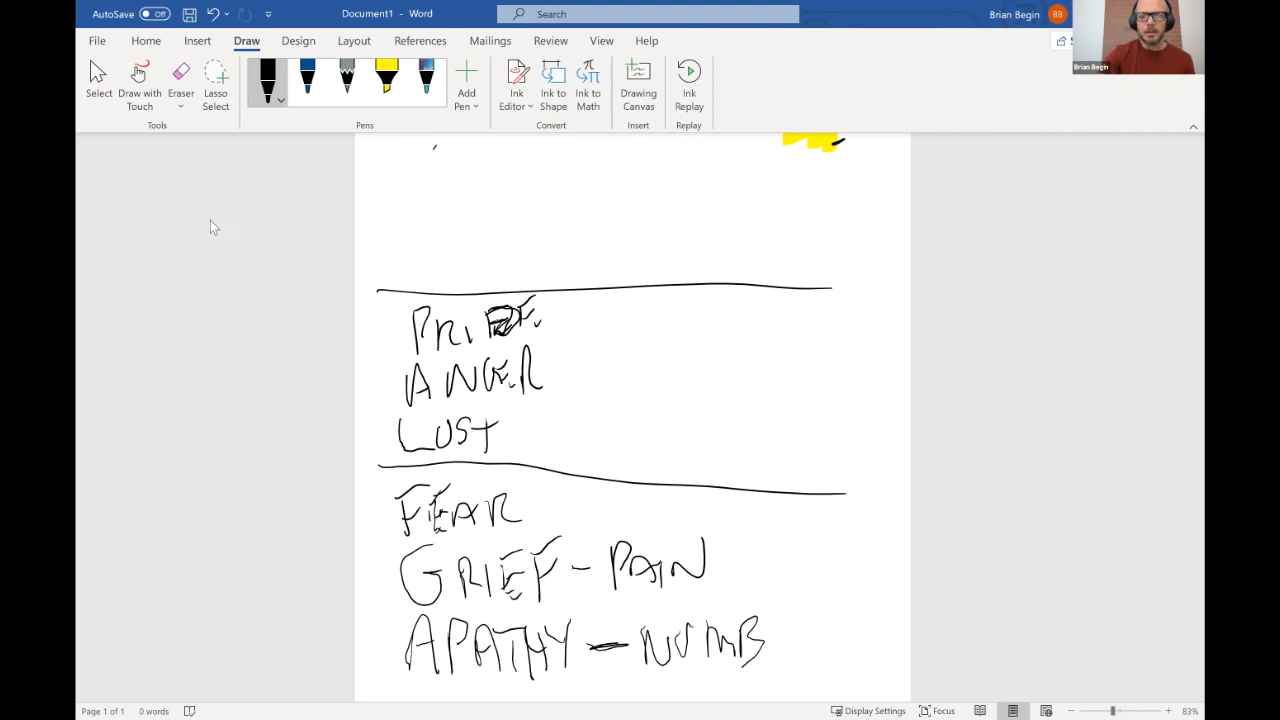 AutoSave Off Document1 - Word Search Brian Begin BB
File Home Insert Draw Design Layout References Mailings Review View Help
Brian Begin
Select Draw with Touch Eraser Lasso Select Add Pen Ink Editor Ink to Shape Ink to Math Drawing Canvas Ink Replay
Tools Pens Convert Insert Replay
PRIDE
ANGER
LUST
FEAR
GRIEF - PAIN
APATHY - NUMB
Page 1 of 1 0 words Display Settings Focus 83%